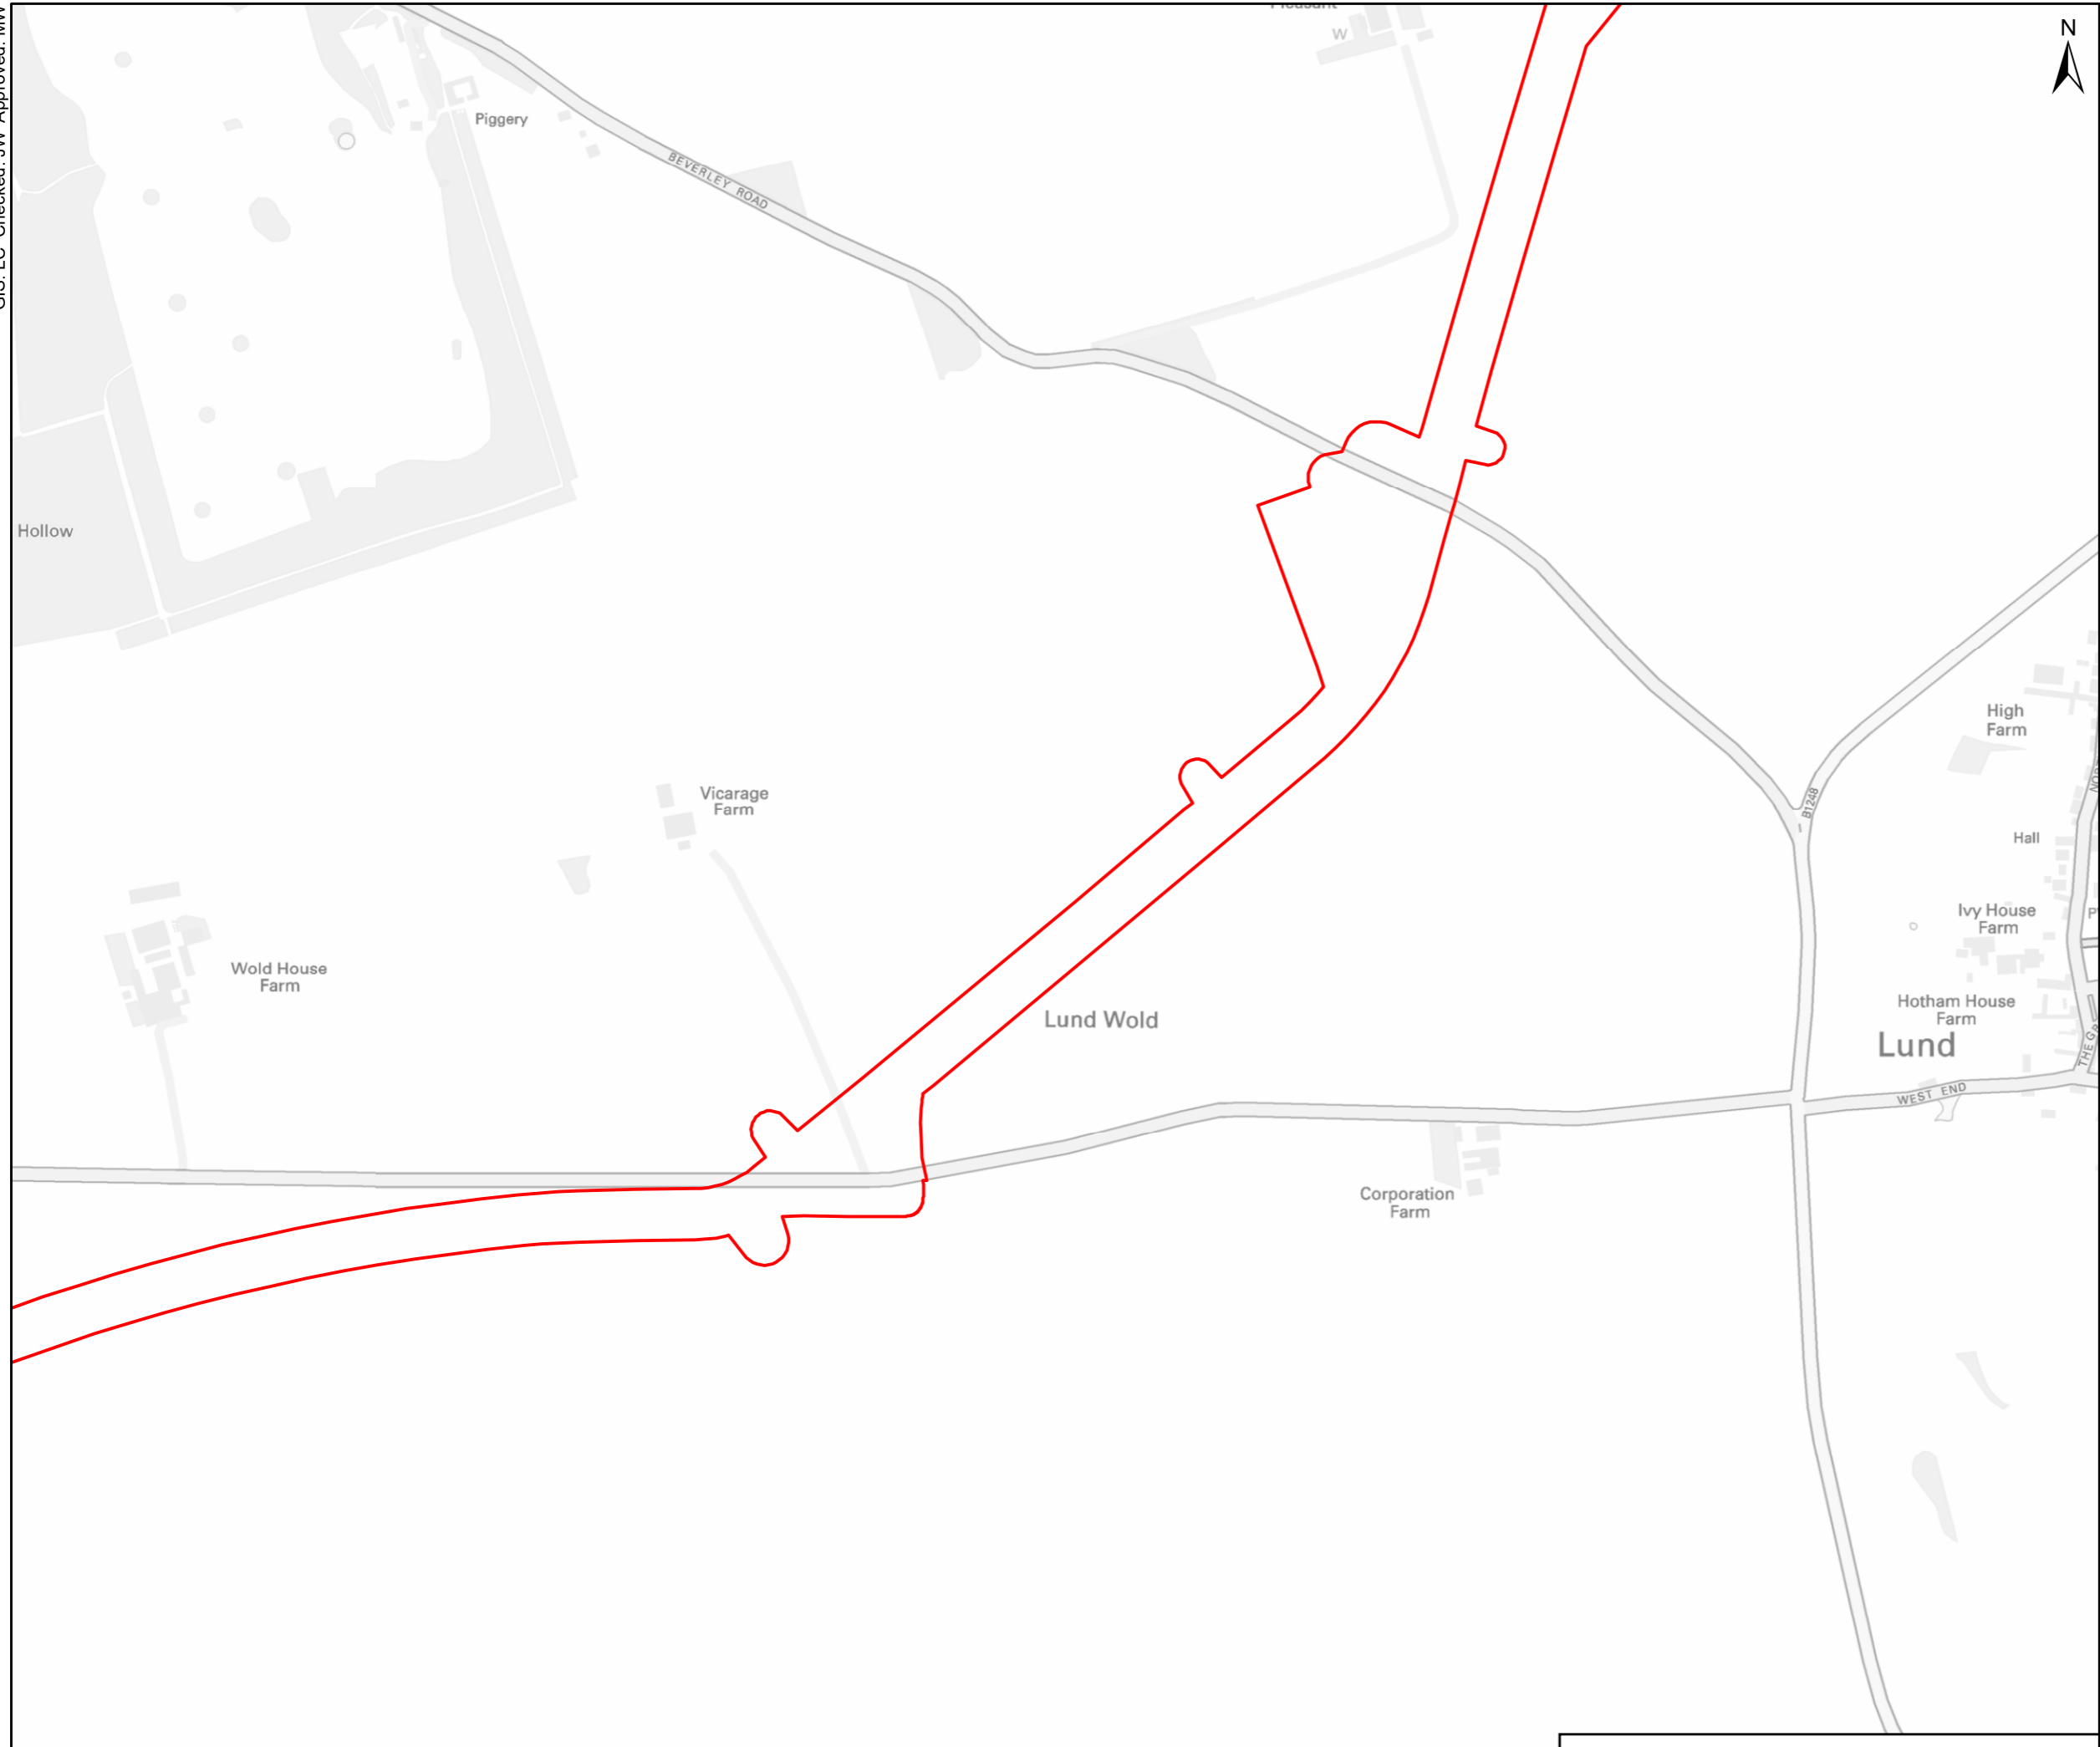 N
W
Piggery
BEVERLEY ROAD
Hollow
High
Farm
Vicarage
Farm
B1248
Hall
Ivy House
Farm
Wold House
Farm
Hotham House
Farm
Lund Wold
Lund
WEST END
Corporation
Farm